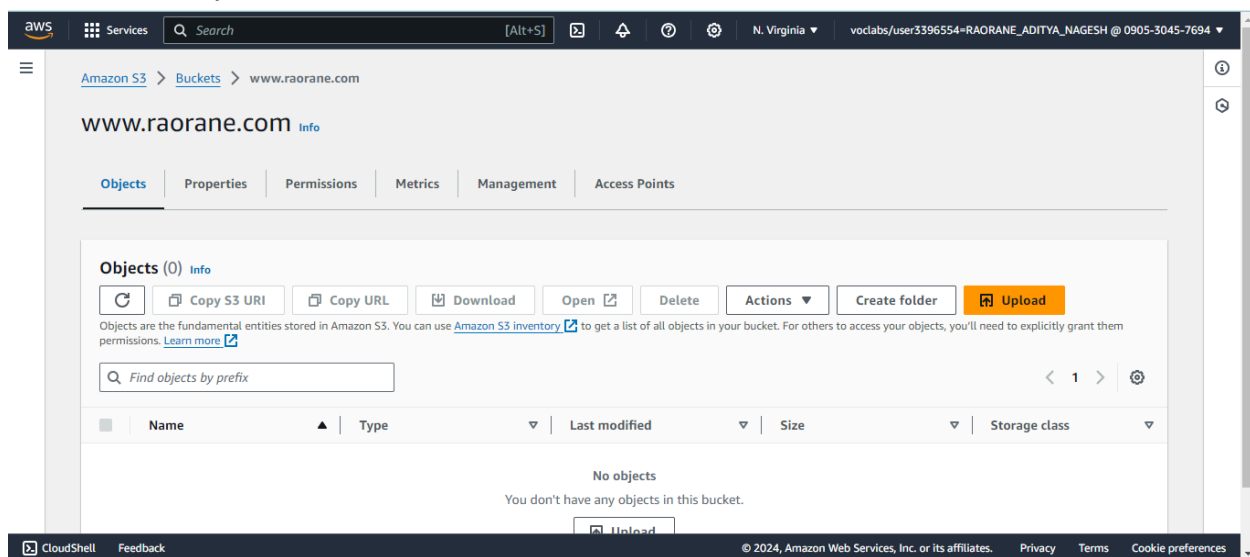 aws Services Search [Alt+S] N. Virginia ▼ voclabs/user3396554=RAORANE_ADITYA_NAGESH @ 0905-3045-7694 ▼
Amazon S3 > Buckets > www.raorane.com
www.raorane.com Info
Objects Properties Permissions Metrics Management Access Points
Objects (0) Info
Copy S3 URI Copy URL Download Open Delete Actions ▼ Create folder Upload
Objects are the fundamental entities stored in Amazon S3. You can use Amazon S3 inventory to get a list of all objects in your bucket. For others to access your objects, you'll need to explicitly grant them
permissions. Learn more
Find objects by prefix < 1 >
Name Type Last modified Size Storage class
No objects
You don't have any objects in this bucket.
Upload
CloudShell Feedback © 2024, Amazon Web Services, Inc. or its affiliates. Privacy Terms Cookie preferences